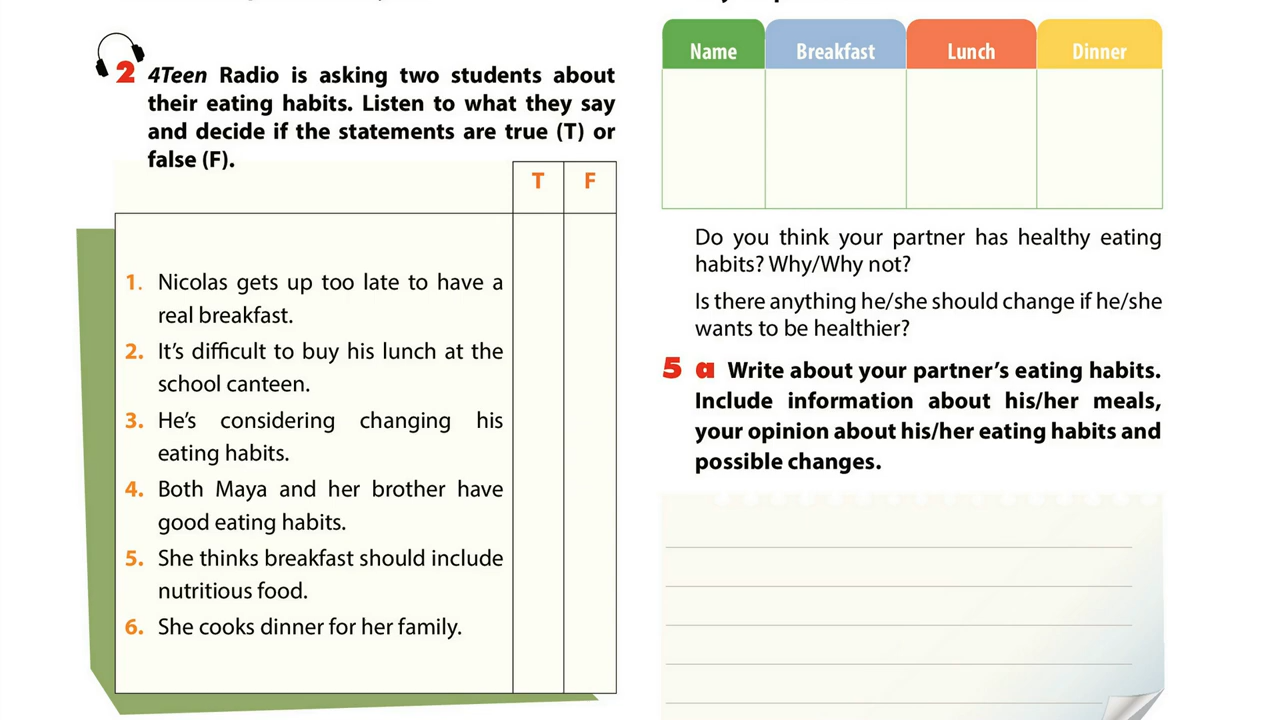 2 4Teen Radio is asking two students about
their eating habits. Listen to what they say
and decide if the statements are true (T) or
false (F).
T F
1. Nicolas gets up too late to have a
real breakfast.
2. It's difficult to buy his lunch at the
school canteen.
3. He's considering changing his
eating habits.
4. Both Maya and her brother have
good eating habits.
5. She thinks breakfast should include
nutritious food.
6. She cooks dinner for her family.
Name Breakfast Lunch Dinner
Do you think your partner has healthy eating
habits? Why/Why not?
Is there anything he/she should change if he/she
wants to be healthier?
5 a Write about your partner's eating habits.
Include information about his/her meals,
your opinion about his/her eating habits and
possible changes.